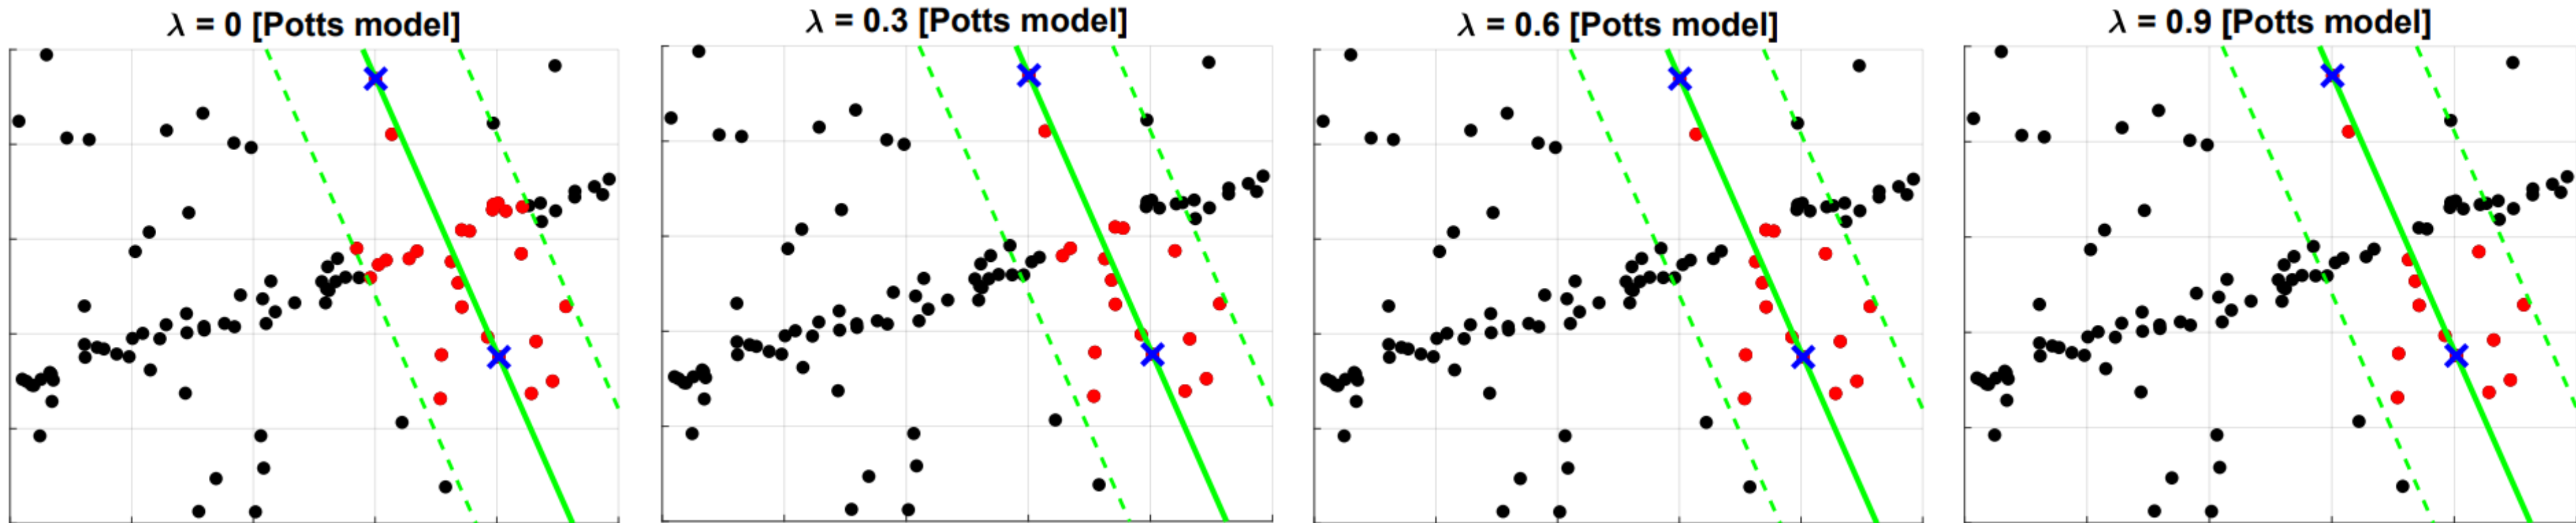 λ = 0 [Potts model]
λ = 0.3 [Potts model]
λ = 0.6 [Potts model]
λ = 0.9 [Potts model]